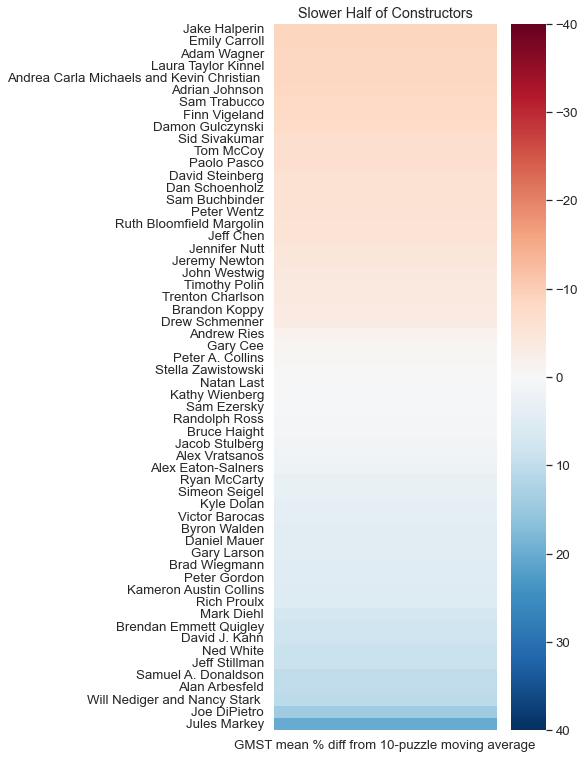 Slower Half of Constructors
Jake Halperin
Emily Carroll
Adam Wagner
Laura Taylor Kinnel
Andrea Carla Michaels and Kevin Christian
Adrian Johnson
Sam Trabucco
Finn Vigeland
Damon Gulczynski
Sid Sivakumar
Tom McCoy
Paolo Pasco
David Steinberg
Dan Schoenholz
Sam Buchbinder
Peter Wentz
Ruth Bloomfield Margolin
Jeff Chen
Jennifer Nutt
Jeremy Newton
John Westwig
Timothy Polin
Trenton Charlson
Brandon Koppy
Drew Schmenner
Andrew Ries
Gary Cee
Peter A. Collins
Stella Zawistowski
Natan Last
Kathy Wienberg
Sam Ezersky
Randolph Ross
Bruce Haight
Jacob Stulberg
Alex Vratsanos
Alex Eaton-Salners
Ryan McCarty
Simeon Seigel
Kyle Dolan
Victor Barocas
Byron Walden
Daniel Mauer
Gary Larson
Brad Wiegmann
Peter Gordon
Kameron Austin Collins
Rich Proulx
Mark Diehl
Brendan Emmett Quigley
David J. Kahn
Ned White
Jeff Stillman
Samuel A. Donaldson
Alan Arbesfeld
Will Nediger and Nancy Stark
Joe DiPietro
Jules Markey
GMST mean % diff from 10-puzzle moving average
−40
−30
−20
−10
0
10
20
30
40